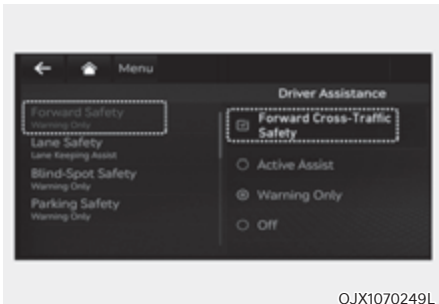 Menu
Driver Assistance
Forward Safety
Warning Only
Lane Safety
Lane Keeping Assist
Blind-Spot Safety
Warning Only
Parking Safety
Warning Only
Forward Cross-Traffic
Safety
Active Assist
Warning Only
Off
OJX1070249L